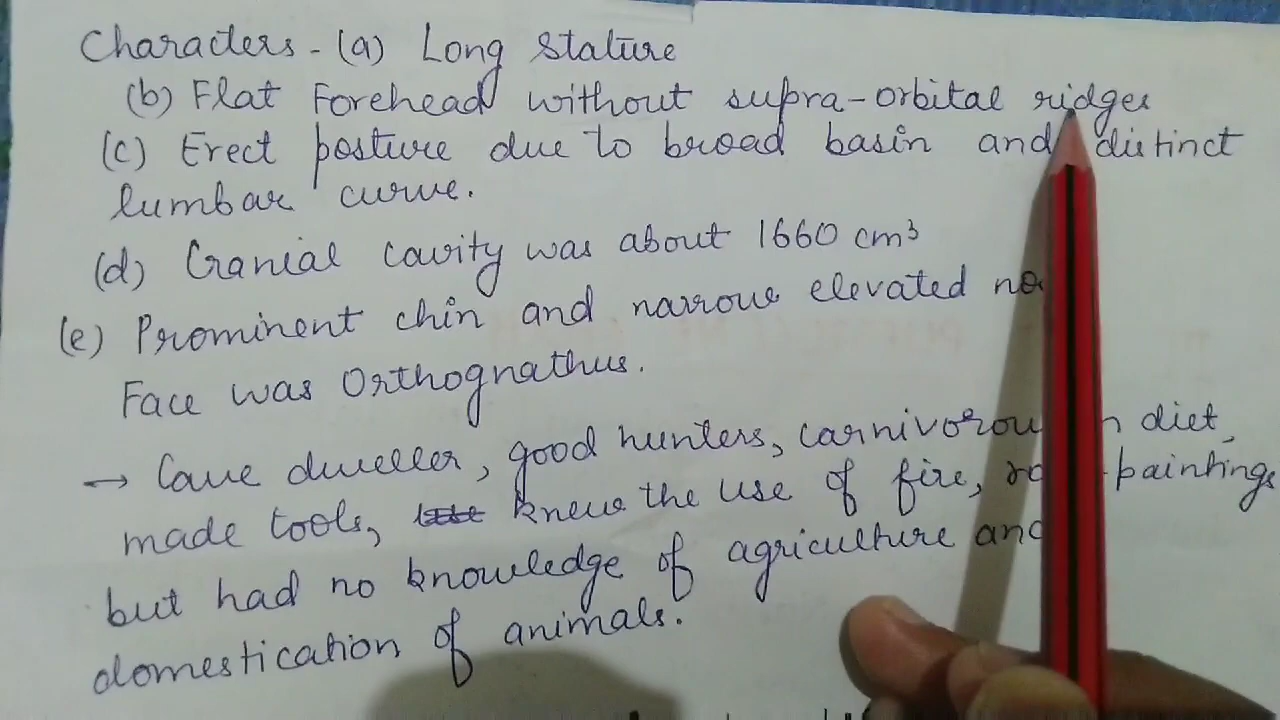 Characters - (a) Long stature
(b) Flat Forehead without supra-orbital ridges
(c) Erect posture due to broad basin and distinct
lumbar curve.
(d) Cranial cavity was about 1660 cm³
(e) Prominent chin and narrow elevated
Face was Orthognathus.
→ Cave dweller, good hunters, carnivorous in diet,
made tools, knew the use of fire, paintings
but had no knowledge of agriculture and
domestication of animals.